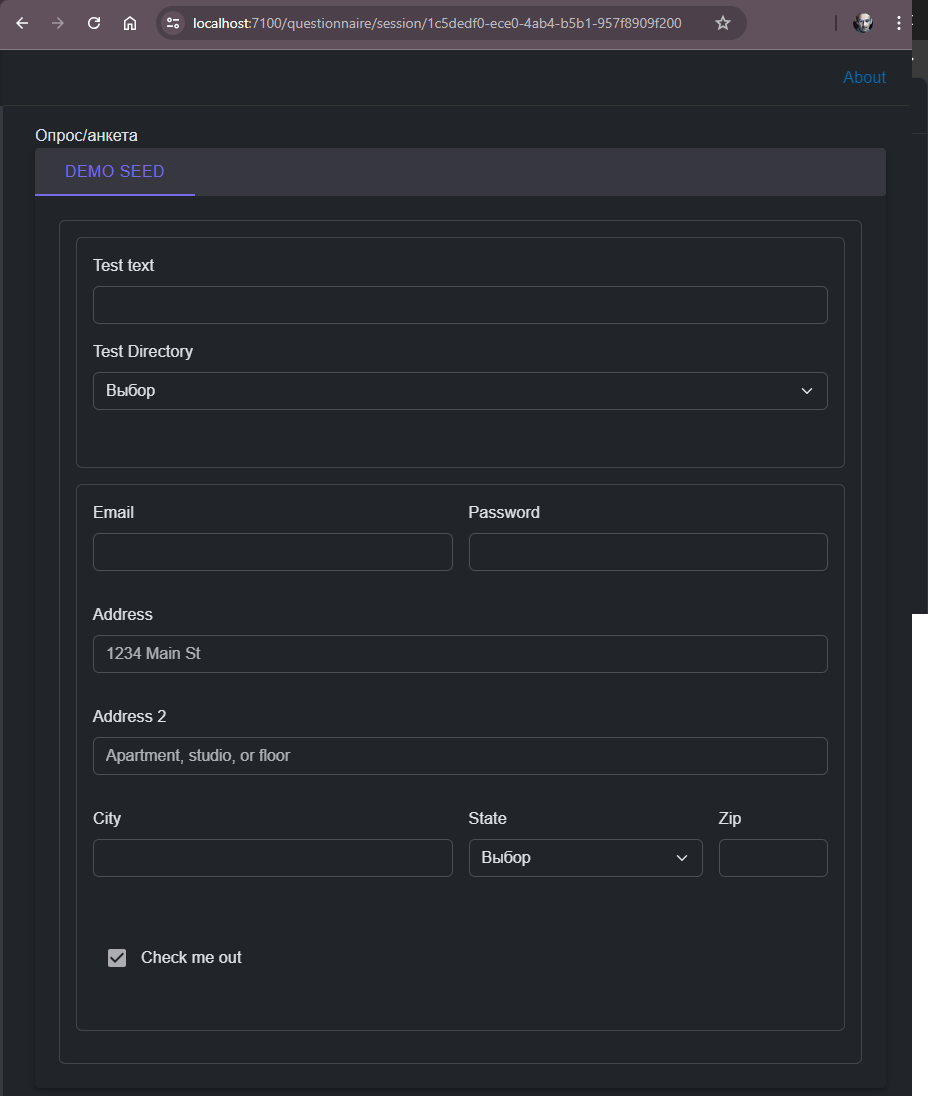 localhost:7100/questionnaire/session/1c5dedf0-ece0-4ab4-b5b1-957f8909f200
About
Опрос/анкета
DEMO SEED
Test text
Test Directory
Выбор
Email Password
Address
1234 Main St
Address 2
Apartment, studio, or floor
City State Zip
Выбор
Check me out